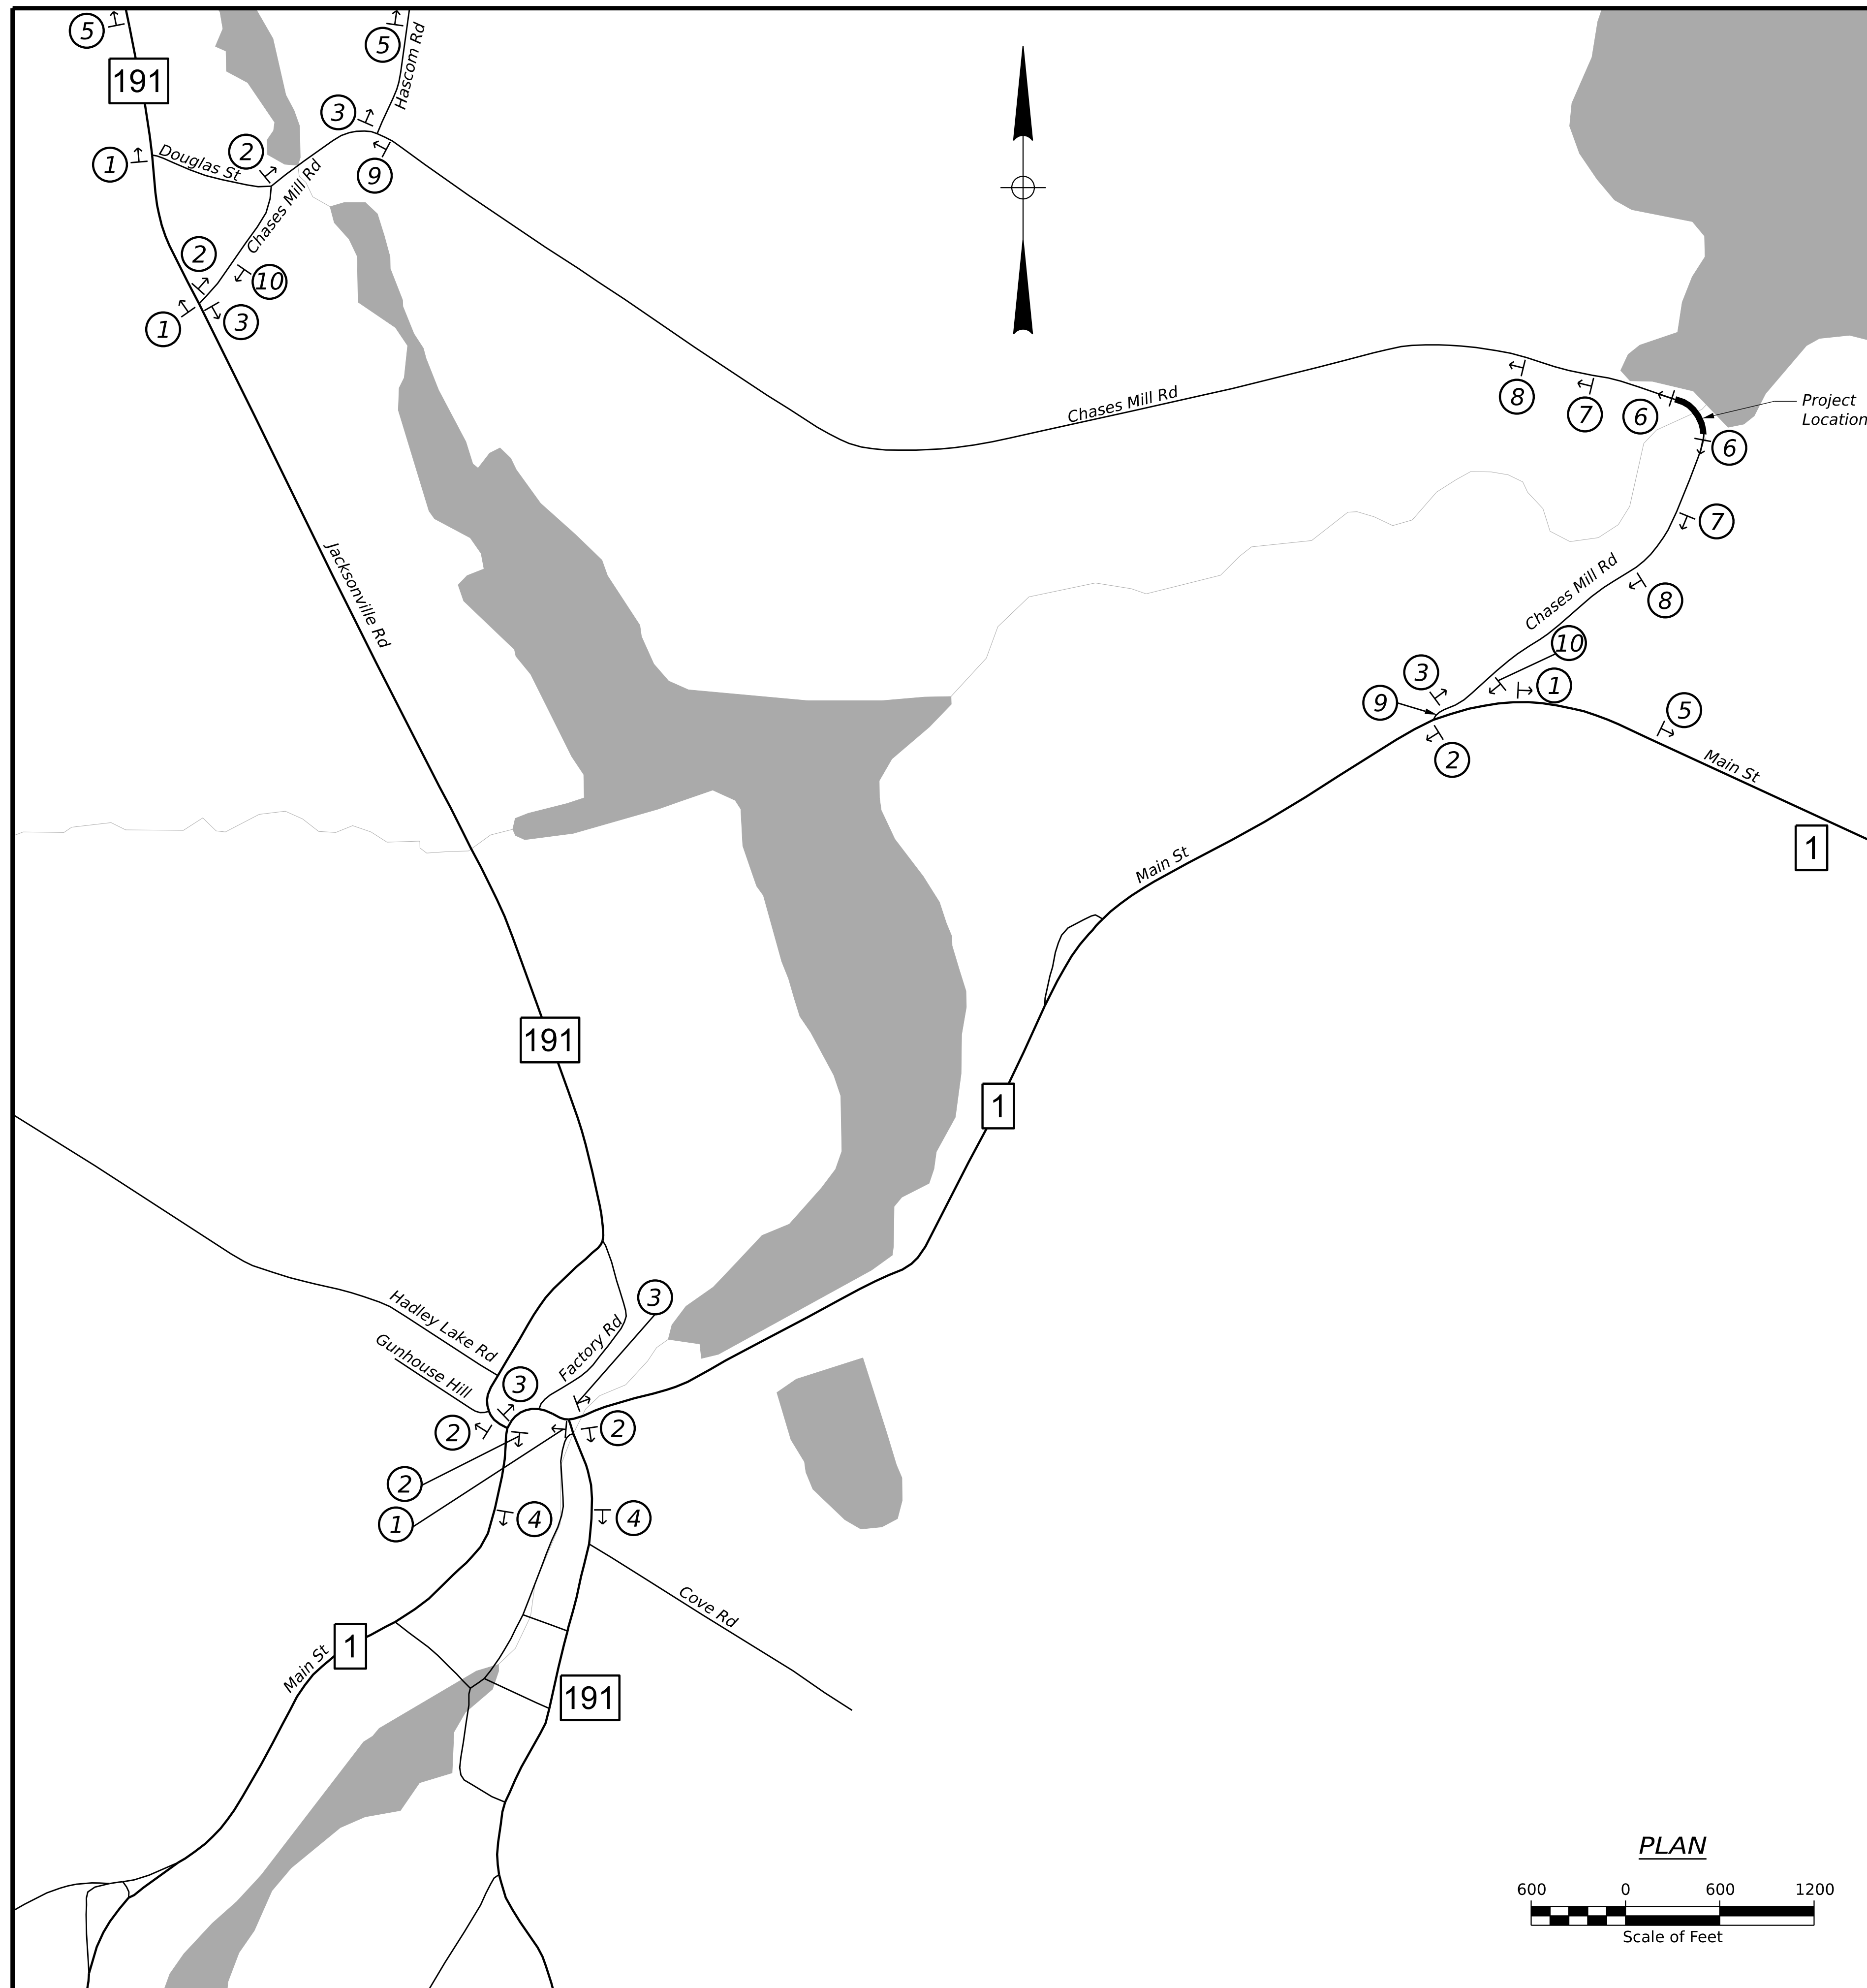 5
5
191
Hascom Rd
3
1
Douglas St
2
9
Chases Mill Rd
2
10
3
1
Chases Mill Rd
8
7
6
Project
Location
6
7
Jacksonville Rd
Chases Mill Rd
8
10
3
1
9
5
2
Main St
1
Main St
191
1
3
Hadley Lake Rd
Factory Rd
Gunhouse Hill
3
2
2
2
1
4
4
Cove Rd
1
Main St
191
PLAN
600 0 600 1200
Scale of Feet